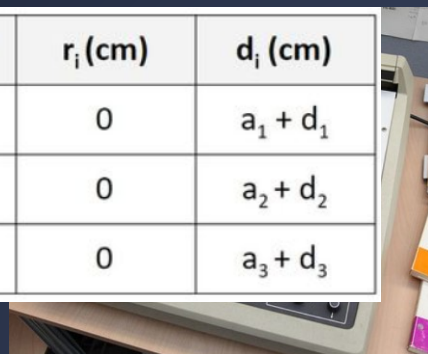 rᵢ (cm) dᵢ (cm)
0 a₁ + d₁
0 a₂ + d₂
0 a₃ + d₃